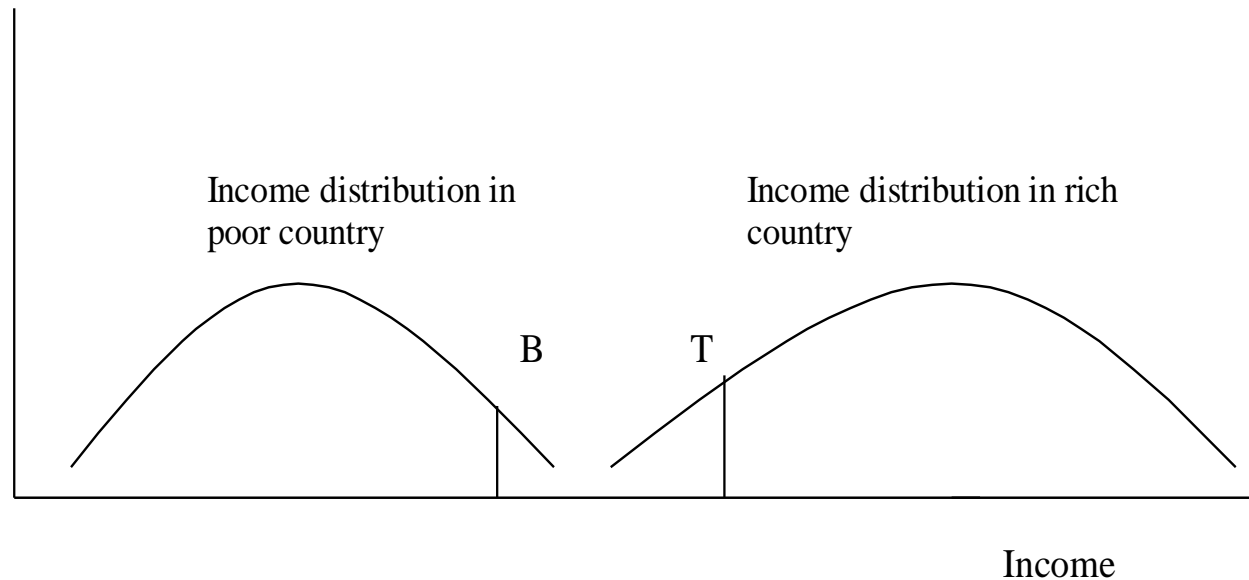 Income distribution in
poor country
Income distribution in rich
country
B
T
Income